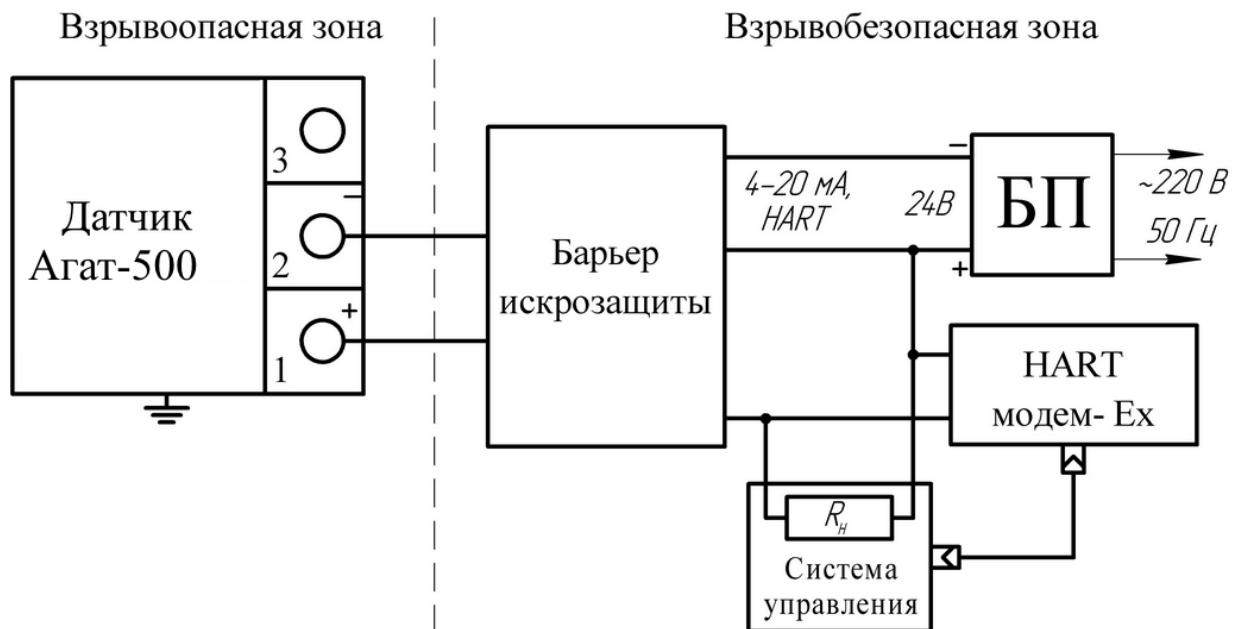 Взрывоопасная зона
Взрывобезопасная зона
3
Датчик
Агат-500
2
−
1
+
Барьер
искрозащиты
4–20 мА,
HART
24В
−
+
БП
~220 В
50 Гц
HART
модем- Ex
Rн
Система
управления